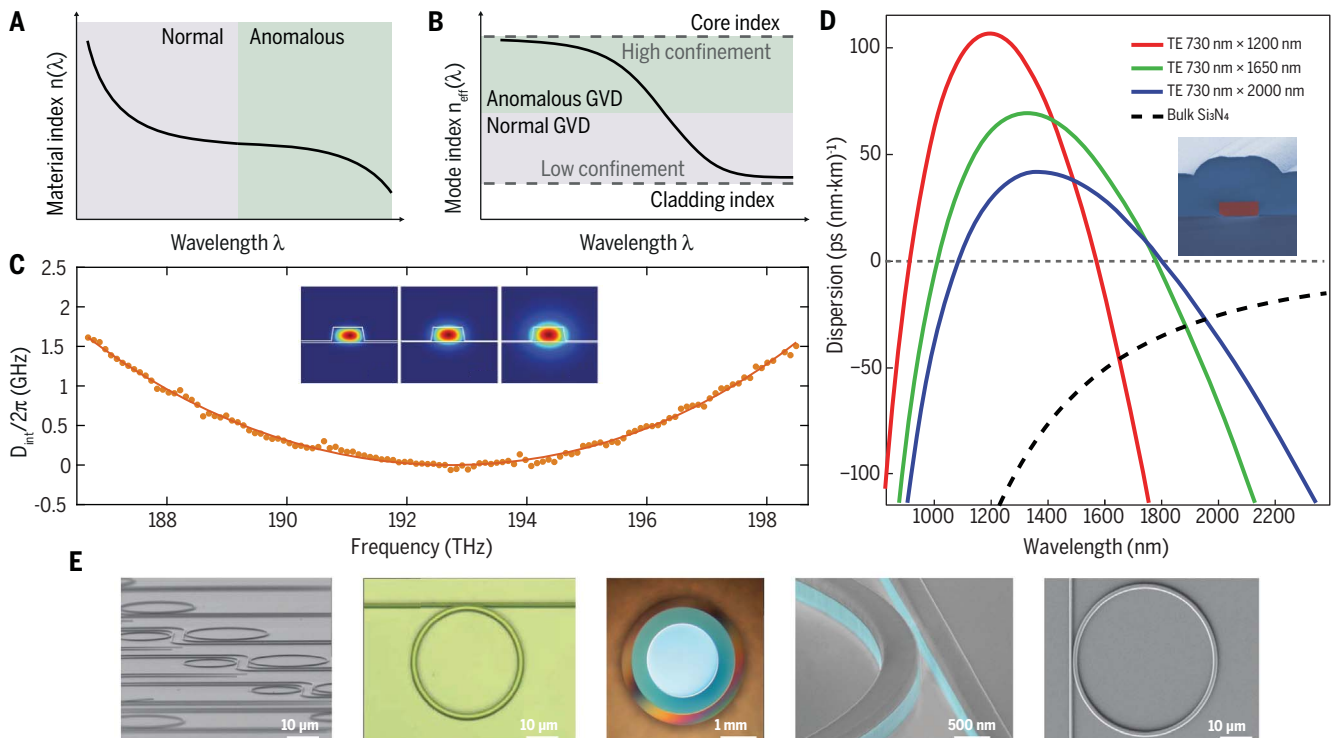 A
Normal
Anomalous
Material index n(λ)
Wavelength λ
B
Core index
High confinement
Anomalous GVD
Normal GVD
Low confinement
Cladding index
Mode index n_eff(λ)
Wavelength λ
C
2.5
2
1.5
1
0.5
0
-0.5
D_int/2π (GHz)
188
190
192
194
196
198
Frequency (THz)
D
100
50
0
−50
−100
Dispersion (ps (nm·km)⁻¹
TE 730 nm × 1200 nm
TE 730 nm × 1650 nm
TE 730 nm × 2000 nm
Bulk Si₃N₄
1000 1200 1400 1600 1800 2000 2200
Wavelength (nm)
E
10 µm
10 µm
1 mm
500 nm
10 µm